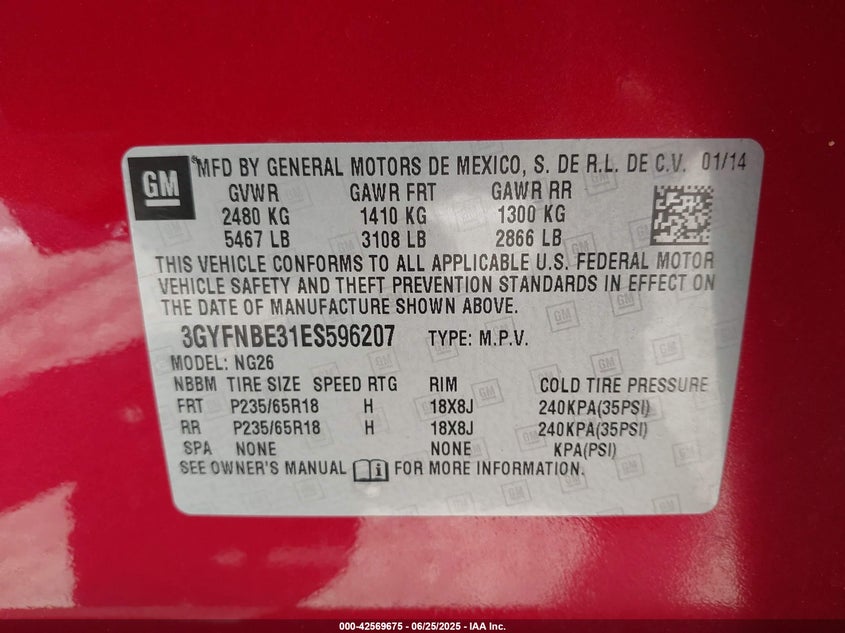 GM
MFD BY GENERAL MOTORS DE MEXICO, S. DE R.L. DE C.V. 01/14
GVWR GAWR FRT GAWR RR
2480 KG 1410 KG 1300 KG
5467 LB 3108 LB 2866 LB
THIS VEHICLE CONFORMS TO ALL APPLICABLE U.S. FEDERAL MOTOR
VEHICLE SAFETY AND THEFT PREVENTION STANDARDS IN EFFECT ON
THE DATE OF MANUFACTURE SHOWN ABOVE.
3GYFNBE31ES596207 TYPE: M.P.V.
MODEL: NG26
NBBM TIRE SIZE SPEED RTG RIM COLD TIRE PRESSURE
FRT P235/65R18 H 18X8J 240KPA(35PSI)
RR P235/65R18 H 18X8J 240KPA(35PSI)
SPA NONE NONE KPA(PSI)
SEE OWNER'S MANUAL FOR MORE INFORMATION.
000-42569675 - 06/25/2025 - IAA Inc.